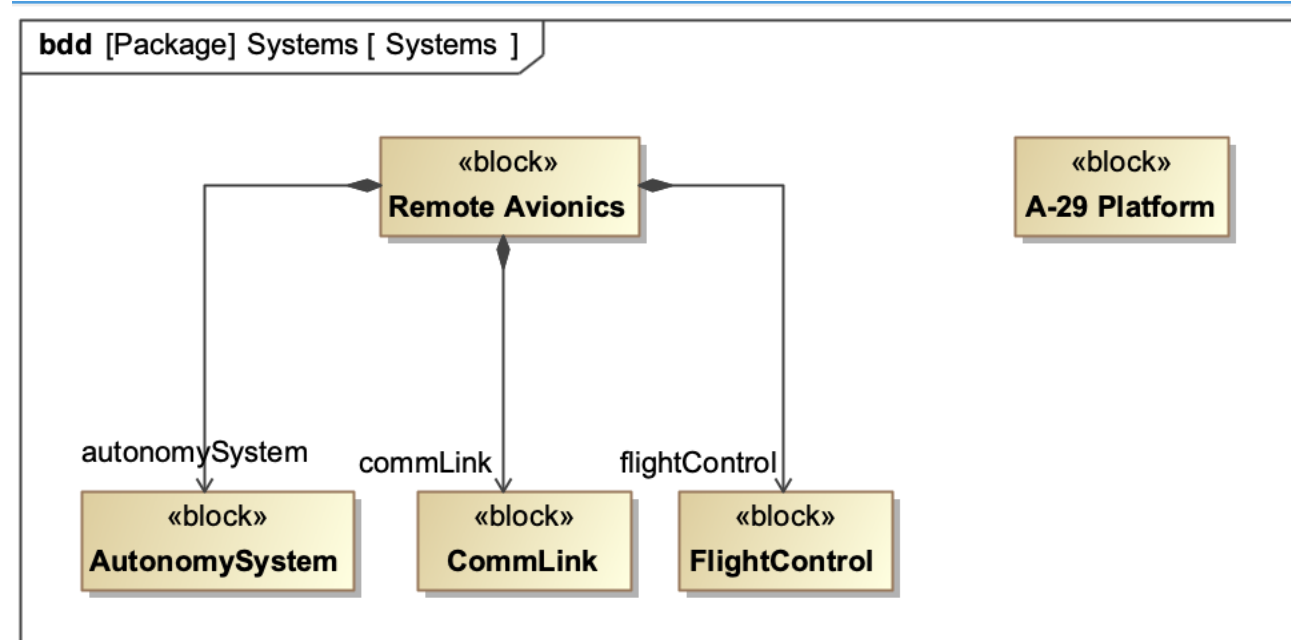 bdd [Package] Systems [ Systems ]
«block»
Remote Avionics
«block»
A-29 Platform
autonomySystem
commLink
flightControl
«block»
AutonomySystem
«block»
CommLink
«block»
FlightControl